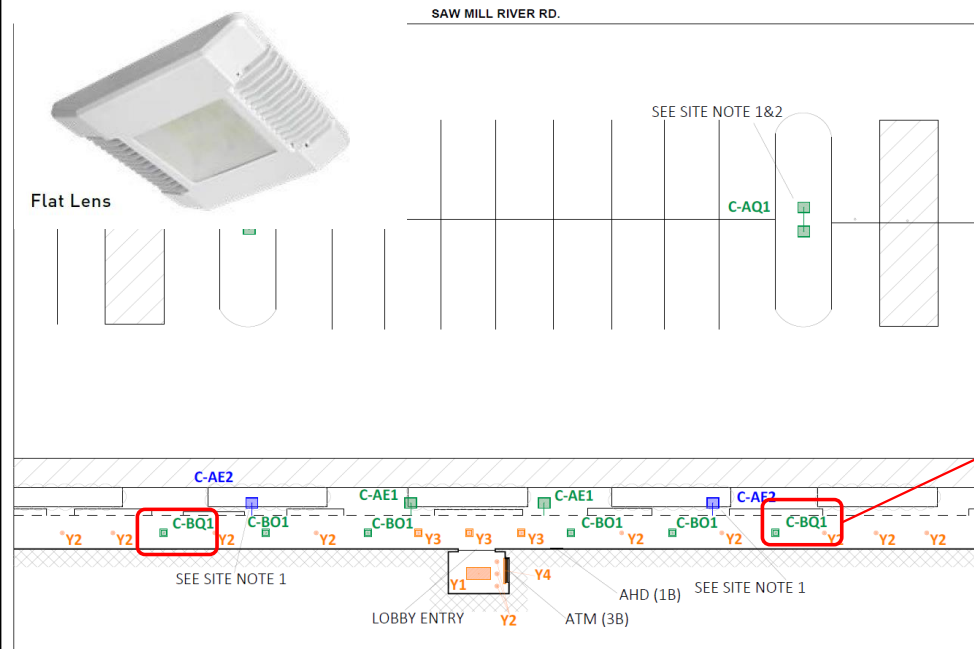 SAW MILL RIVER RD.
SEE SITE NOTE 1&2
Flat Lens
C-AQ1
C-AE2
C-AE1
C-AE1
C-AE2
C-BQ1
C-BO1
C-BO1
C-BO1
C-BO1
C-BQ1
Y2
Y2
Y2
Y2
Y3
Y3
Y3
Y2
Y2
Y2
Y2
Y2
SEE SITE NOTE 1
Y1
Y4
AHD (1B)
SEE SITE NOTE 1
LOBBY ENTRY
Y2
ATM (3B)